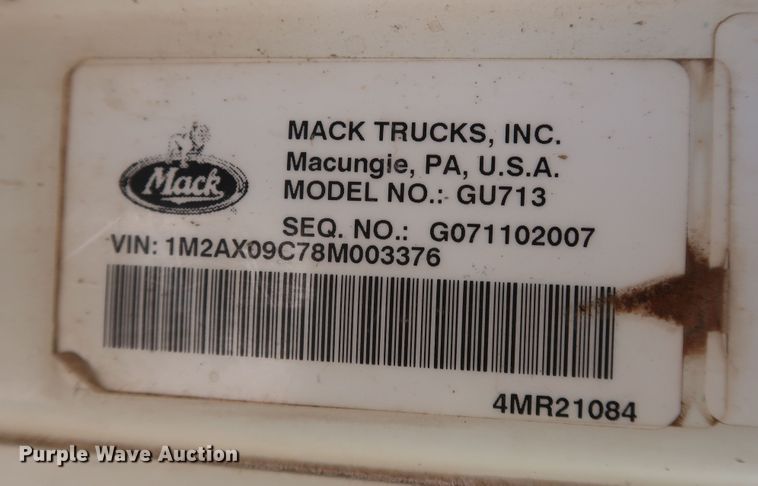 Mack
MACK TRUCKS, INC.
Macungie, PA, U.S.A.
MODEL NO.: GU713
SEQ. NO.: G071102007
VIN: 1M2AX09C78M003376
4MR21084
Purple Wave Auction